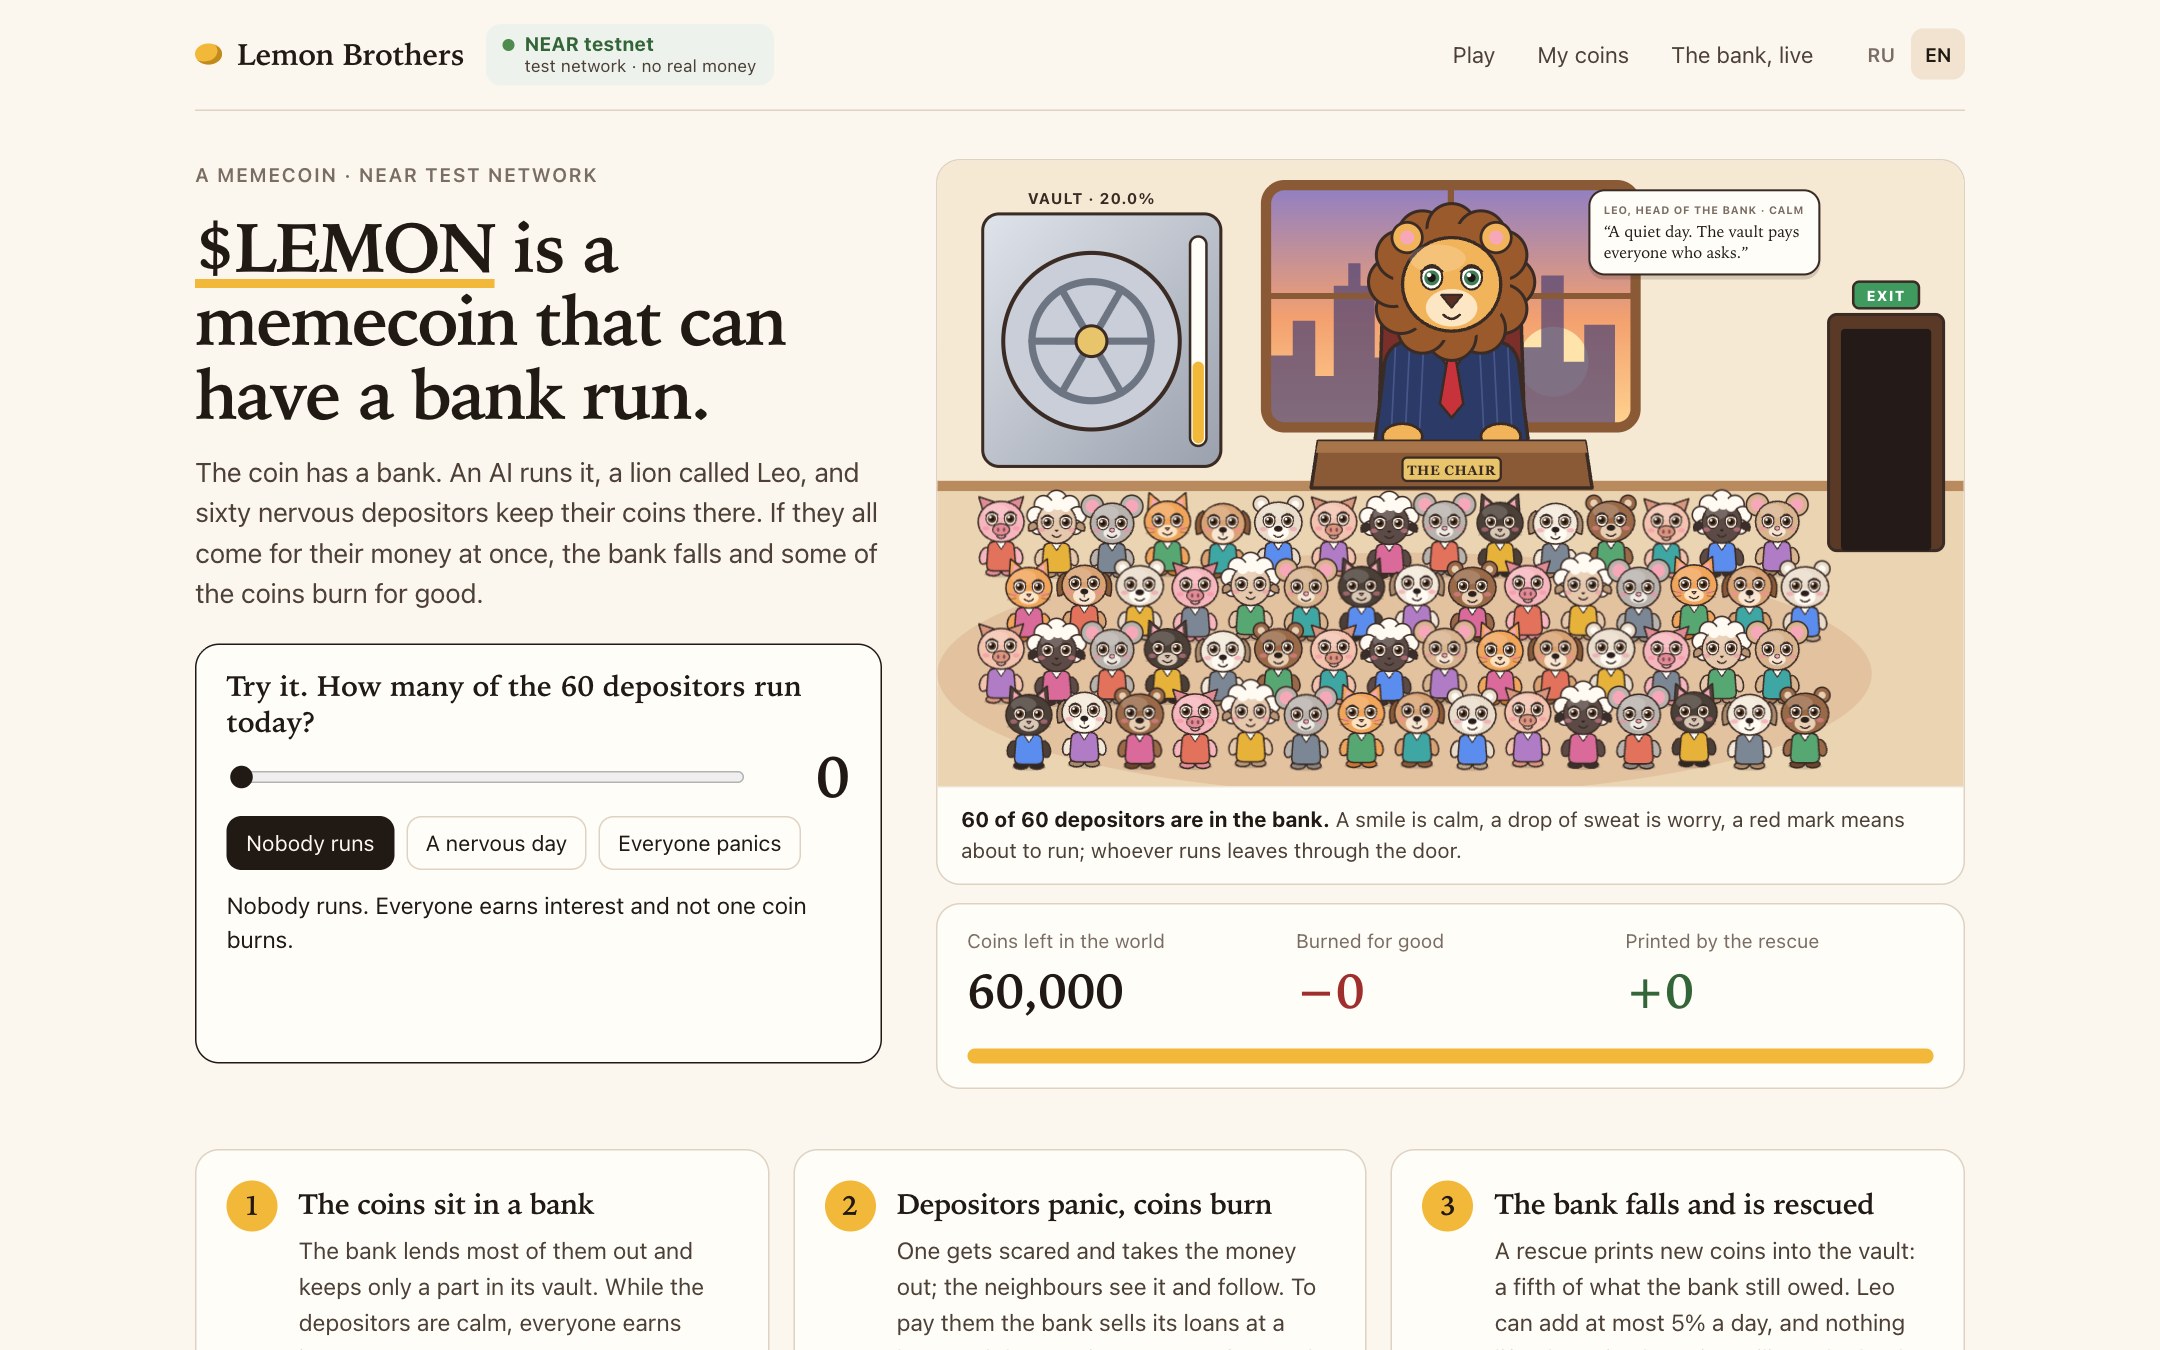 Lemon Brothers
NEAR testnet
test network · no real money
Play
My coins
The bank, live
RU
EN
A MEMECOIN · NEAR TEST NETWORK
$LEMON is a
memecoin that can
have a bank run.
The coin has a bank. An AI runs it, a lion called Leo, and
sixty nervous depositors keep their coins there. If they all
come for their money at once, the bank falls and some of
the coins burn for good.
Try it. How many of the 60 depositors run
today?
0
Nobody runs
A nervous day
Everyone panics
Nobody runs. Everyone earns interest and not one coin
burns.
VAULT · 20.0%
LEO, HEAD OF THE BANK · CALM
“A quiet day. The vault pays
everyone who asks.”
EXIT
THE CHAIR
60 of 60 depositors are in the bank. A smile is calm, a drop of sweat is worry, a red mark means
about to run; whoever runs leaves through the door.
Coins left in the world
60,000
Burned for good
−0
Printed by the rescue
+0
1
The coins sit in a bank
The bank lends most of them out and
keeps only a part in its vault. While the
depositors are calm, everyone earns
2
Depositors panic, coins burn
One gets scared and takes the money
out; the neighbours see it and follow. To
pay them the bank sells its loans at a
3
The bank falls and is rescued
A rescue prints new coins into the vault:
a fifth of what the bank still owed. Leo
can add at most 5% a day, and nothing